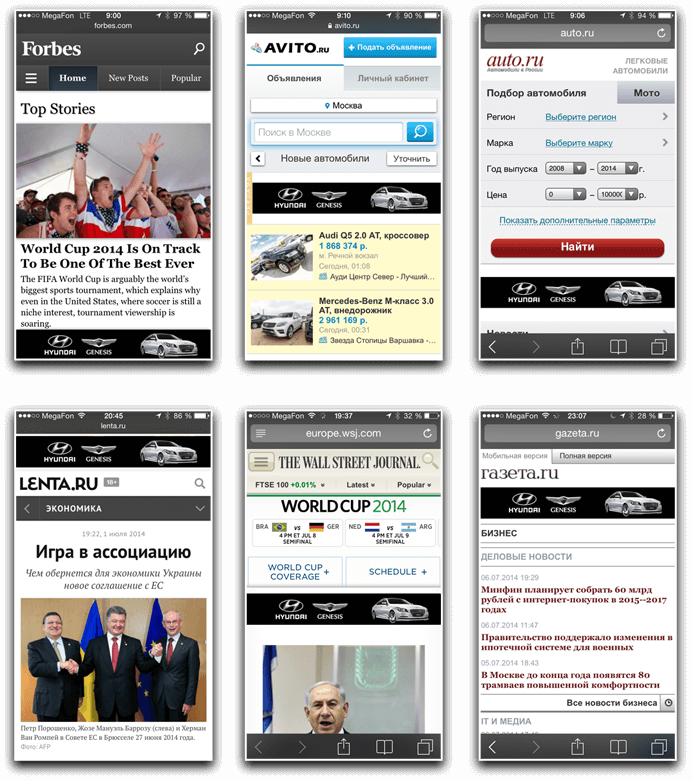 MegaFon LTE 9:00 97 %
forbes.com
Forbes
Home New Posts Popular
Top Stories
World Cup 2014 Is On Track
To Be One Of The Best Ever
The FIFA World Cup is arguably the world's
biggest sports tournament, which explains why
even in the United States, where soccer is still a
niche interest, tournament viewership is
soaring.
HYUNDAI GENESIS
MegaFon 9:10 90 %
avito.ru
AVITO.RU + Подать объявление
Объявления Личный кабинет
Москва
Поиск в Москве
Новые автомобили Уточнить
HYUNDAI GENESIS
Audi Q5 2.0 AT, кроссовер
1 868 374 р.
м. Речной вокзал
Сегодня, 01:08
Ауди Центр Север - Лучший...
Mercedes-Benz M-класс 3.0
AT, внедорожник
2 961 169 р.
Сегодня, 00:31
Звезда Столицы Варшавка -...
MegaFon LTE 9:06 94 %
auto.ru
auto.ru
Автомобили в России
ЛЕГКОВЫЕ
АВТОМОБИЛИ
Подбор автомобиля Мото
Регион Выберите регион
Марка Выберите марку
Год выпуска 2008 – 2014 г.
Цена 0 – 100000 р.
Показать дополнительные параметры
Найти
HYUNDAI GENESIS
Новости
MegaFon 20:45 86 %
lenta.ru
HYUNDAI GENESIS
LENTA.RU 18+
ЭКОНОМИКА
19:22, 1 июля 2014
Игра в ассоциацию
Чем обернется для экономики Украины
новое соглашение с ЕС
Петр Порошенко, Жозе Мануэль Баррозу (слева) и Херман
Ван Ромпей в Совете ЕС в Брюсселе 27 июня 2014 года.
Фото: AFP
MegaFon 19:37 32 %
europe.wsj.com
THE WALL STREET JOURNAL.
FTSE 100 +0.01% Latest Popular
WORLD CUP 2014
BRA vs GER NED vs ARG
4 PM ET JUL 8 4 PM ET JUL 9
SEMIFINAL SEMIFINAL
WORLD CUP
COVERAGE + SCHEDULE +
HYUNDAI GENESIS
MegaFon 23:07 28 %
gazeta.ru
Мобильная версия Полная версия
газета.ru
HYUNDAI GENESIS
БИЗНЕС
ДЕЛОВЫЕ НОВОСТИ
06.07.2014 19:29
Минфин планирует собрать 60 млрд
рублей с интернет-покупок в 2015--2017
годах
06.07.2014 11:47
Правительство поддержало изменения в
ипотечной системе для военных
05.07.2014 18:43
В Москве до конца года появятся 80
трамваев повышенной комфортности
Все новости бизнеса
IT И МЕДИА